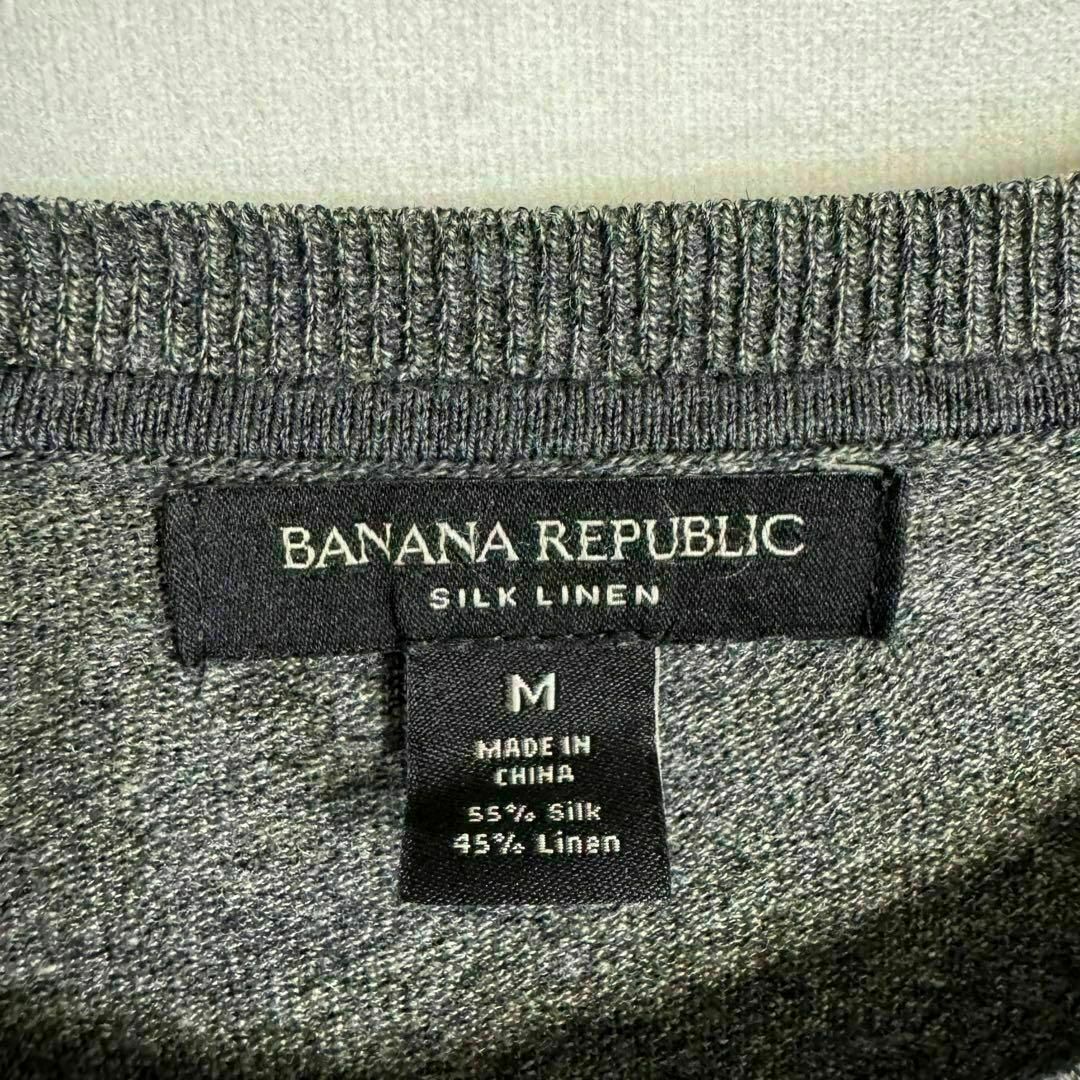 BANANA REPUBLIC
SILK LINEN
M
MADE IN
CHINA
55% Silk
45% Linen